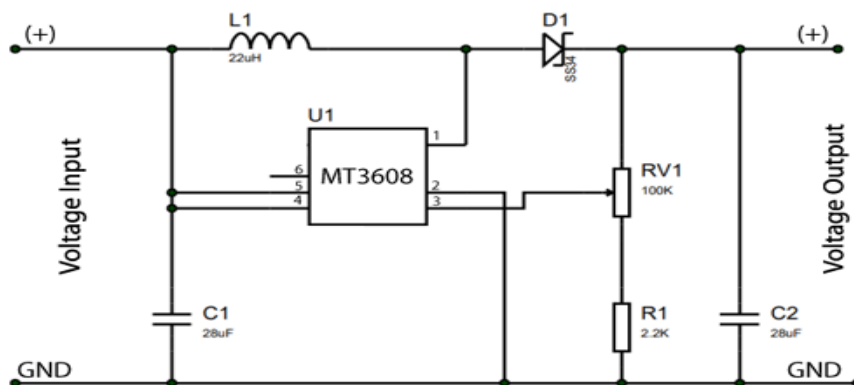 (+)
L1
22uH
D1
SS34
(+)
U1
MT3608
1
6
5
4
2
3
RV1
100K
Voltage Input
Voltage Output
C1
28uF
R1
2.2K
C2
28uF
GND
GND